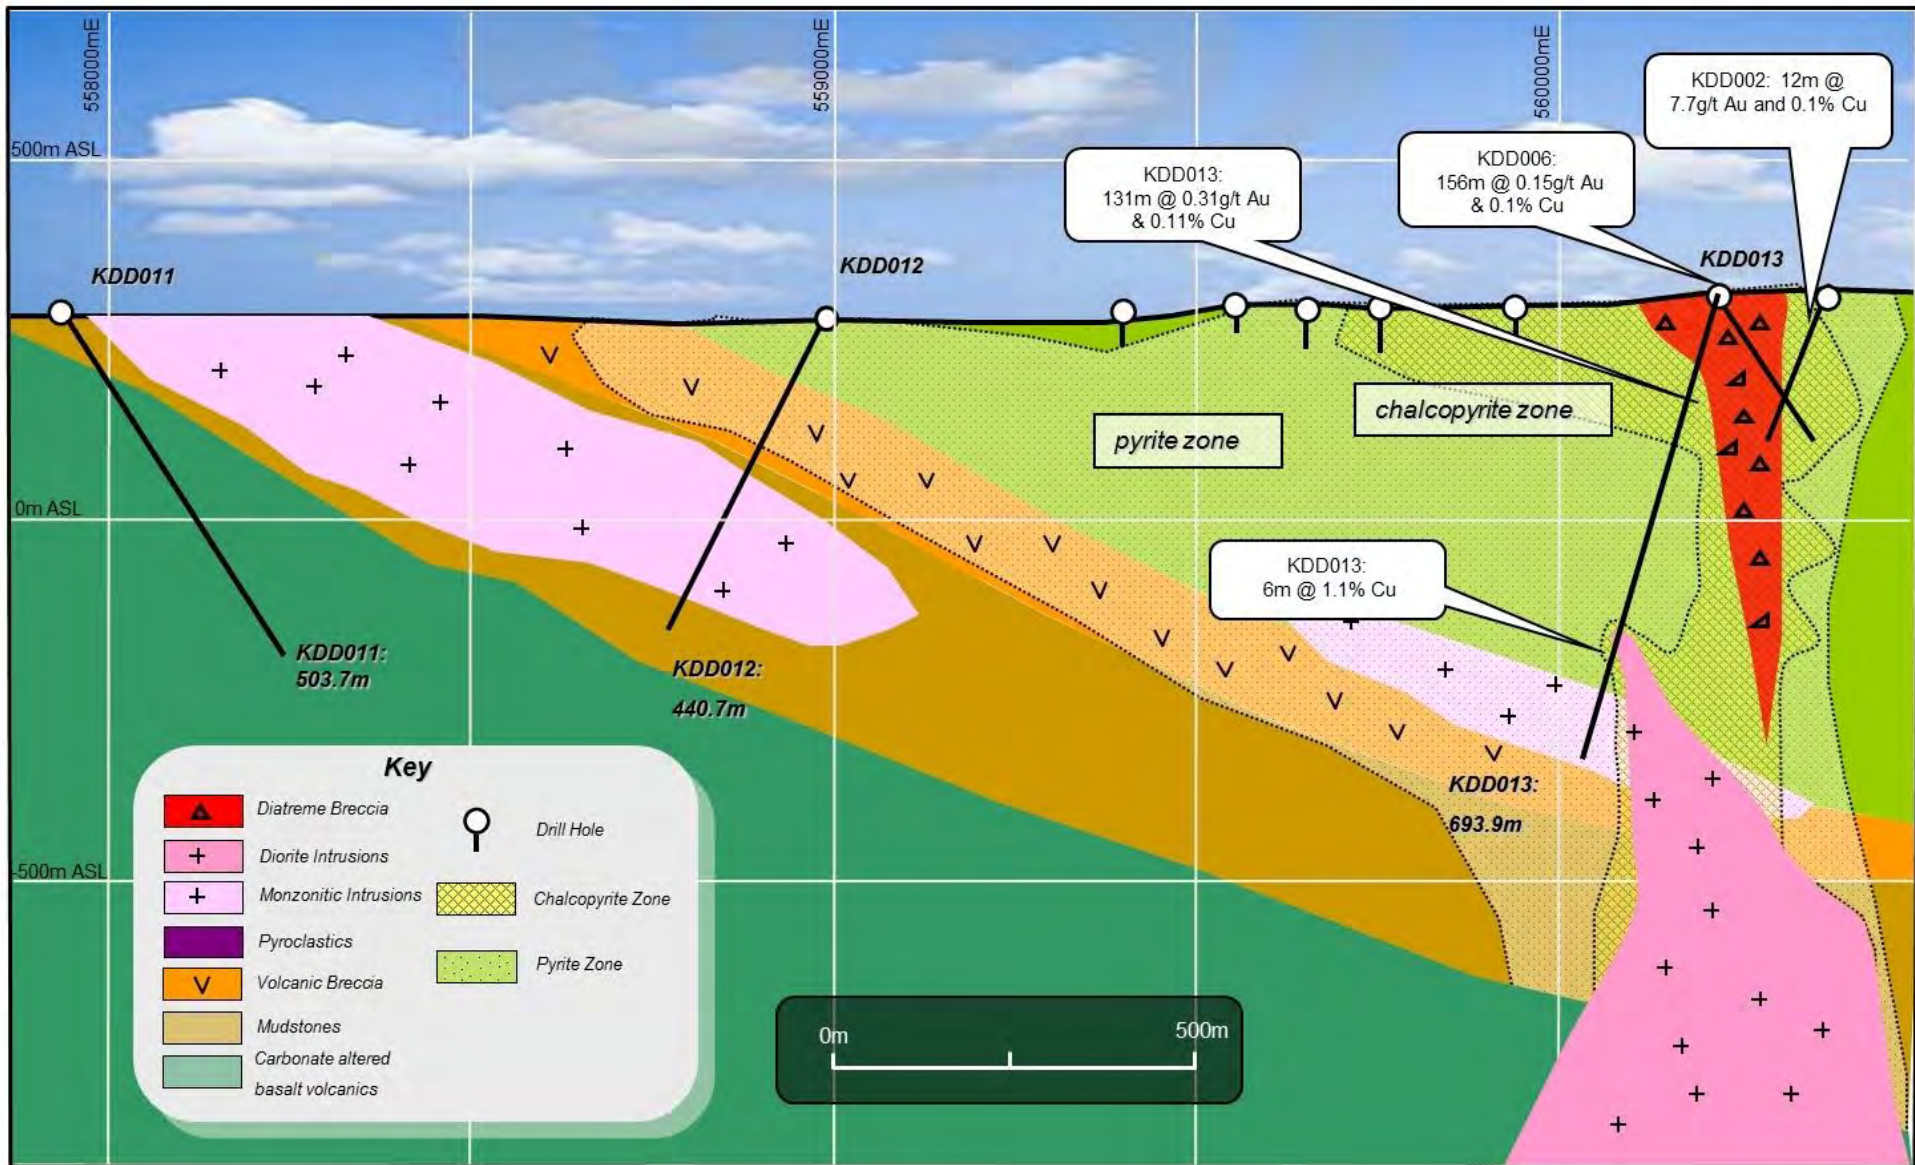 558000mE
559000mE
560000mE
500m ASL
0m ASL
-500m ASL
KDD002: 12m @
7.7g/t Au and 0.1% Cu
KDD006:
156m @ 0.15g/t Au
& 0.1% Cu
KDD013:
131m @ 0.31g/t Au
& 0.11% Cu
KDD011
KDD012
KDD013
chalcopyrite zone
pyrite zone
KDD013:
6m @ 1.1% Cu
KDD011:
503.7m
KDD012:
440.7m
KDD013:
693.9m
Key
Diatreme Breccia
Diorite Intrusions
Monzonitic Intrusions
Pyroclastics
Volcanic Breccia
Mudstones
Carbonate altered
basalt volcanics
Drill Hole
Chalcopyrite Zone
Pyrite Zone
0m
500m